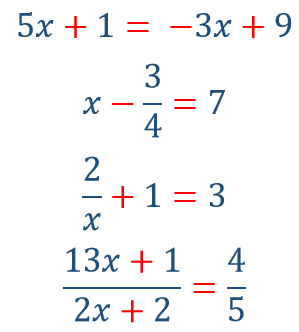 5x + 1 = −3x + 9
x − 3/4 = 7
2/x + 1 = 3
(13x + 1)/(2x + 2) = 4/5